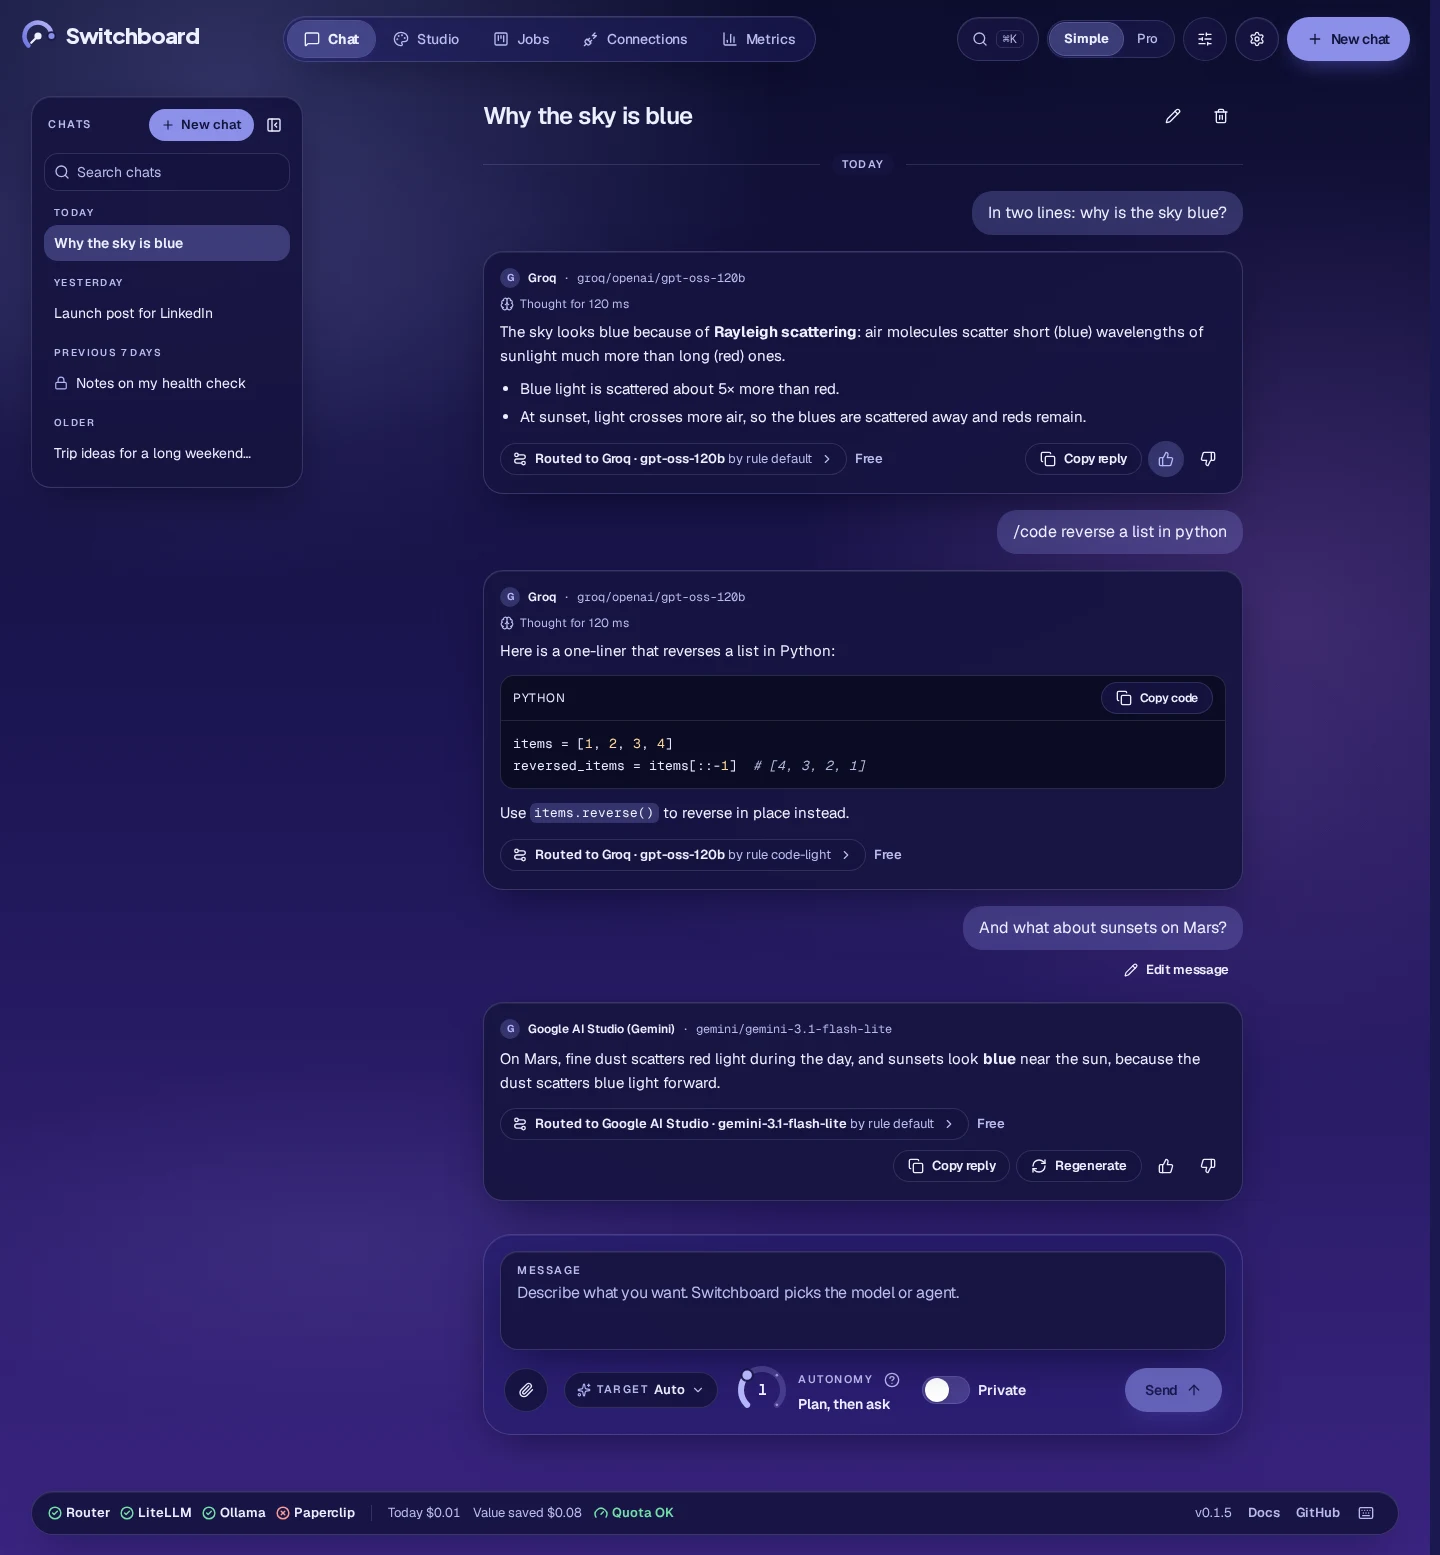 Switchboard
Chat
Studio
Jobs
Connections
Metrics
⌘K
Simple
Pro
New chat
CHATS
New chat
Search chats
TODAY
Why the sky is blue
YESTERDAY
Launch post for LinkedIn
PREVIOUS 7 DAYS
Notes on my health check
OLDER
Trip ideas for a long weekend...
Why the sky is blue
TODAY
In two lines: why is the sky blue?
G Groq · groq/openai/gpt-oss-120b
Thought for 120 ms
The sky looks blue because of Rayleigh scattering: air molecules scatter short (blue) wavelengths of
sunlight much more than long (red) ones.
• Blue light is scattered about 5× more than red.
• At sunset, light crosses more air, so the blues are scattered away and reds remain.
Routed to Groq · gpt-oss-120b by rule default
Free
Copy reply
/code reverse a list in python
G Groq · groq/openai/gpt-oss-120b
Thought for 120 ms
Here is a one-liner that reverses a list in Python:
PYTHON
Copy code
items = [1, 2, 3, 4]
reversed_items = items[::-1]  # [4, 3, 2, 1]
Use items.reverse() to reverse in place instead.
Routed to Groq · gpt-oss-120b by rule code-light
Free
And what about sunsets on Mars?
Edit message
G Google AI Studio (Gemini) · gemini/gemini-3.1-flash-lite
On Mars, fine dust scatters red light during the day, and sunsets look blue near the sun, because the
dust scatters blue light forward.
Routed to Google AI Studio · gemini-3.1-flash-lite by rule default
Free
Copy reply
Regenerate
MESSAGE
Describe what you want. Switchboard picks the model or agent.
TARGET Auto
1
AUTONOMY
Plan, then ask
Private
Send
Router
LiteLLM
Ollama
Paperclip
Today $0.01
Value saved $0.08
Quota OK
v0.1.5
Docs
GitHub